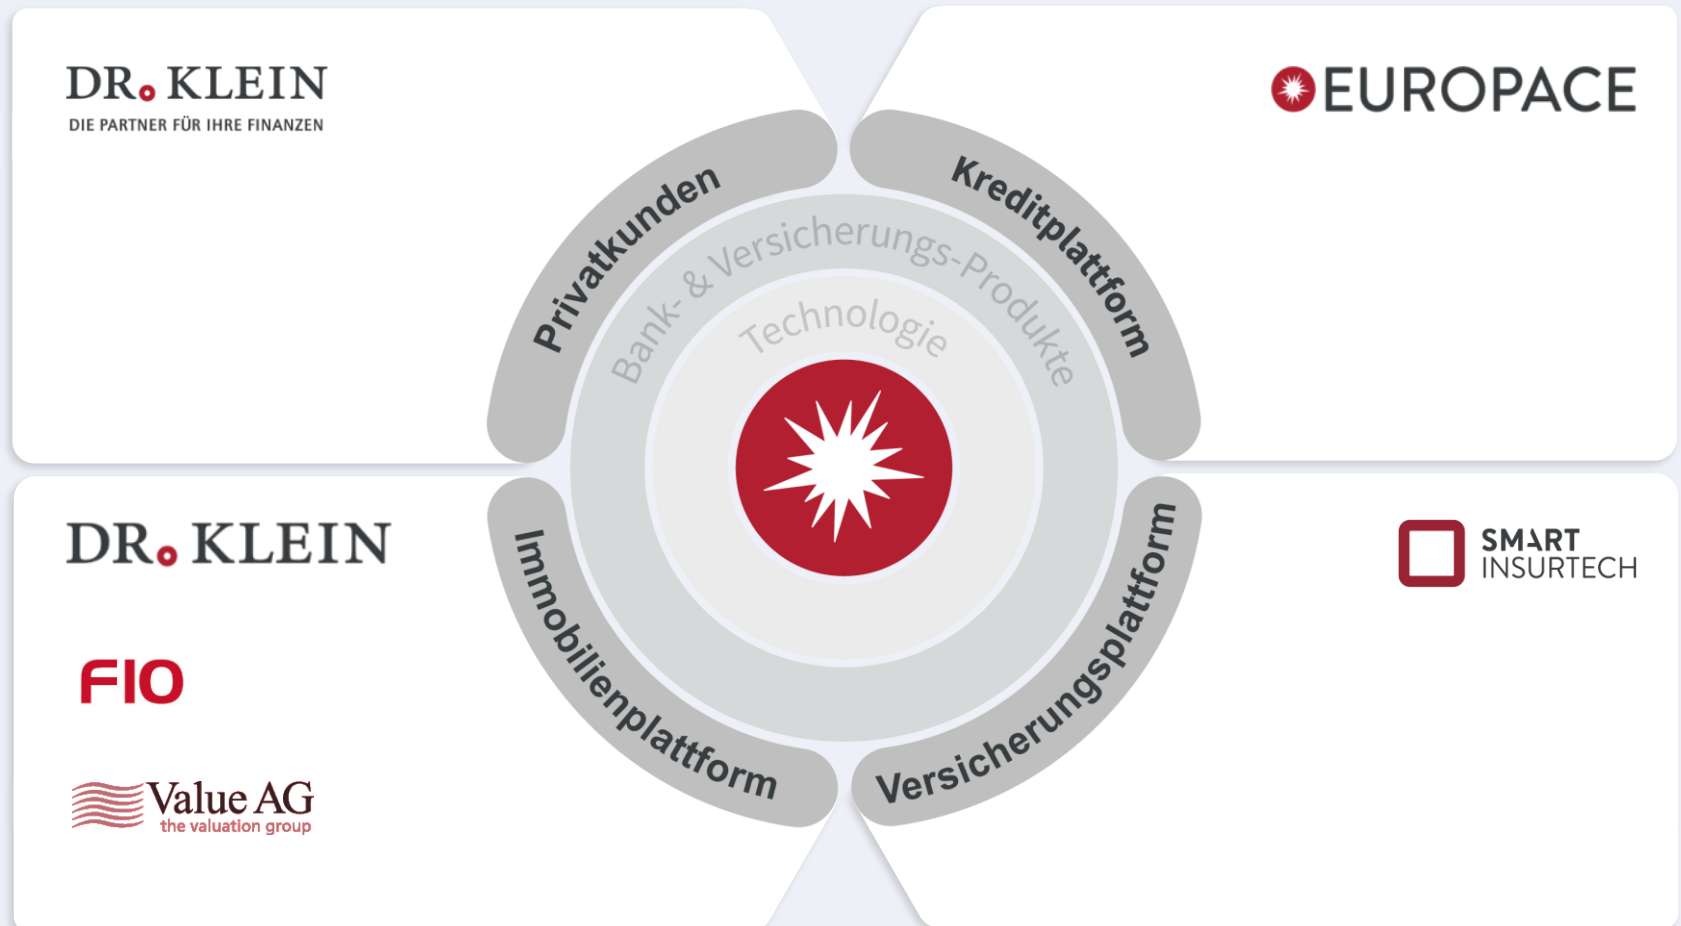 DR. KLEIN
DIE PARTNER FÜR IHRE FINANZEN
EUROPACE
Privatkunden
Kreditplattform
Bank- & Versicherungs-Produkte
Technologie
DR. KLEIN
FIO
Value AG
the valuation group
Immobilienplattform
Versicherungsplattform
SMART
INSURTECH